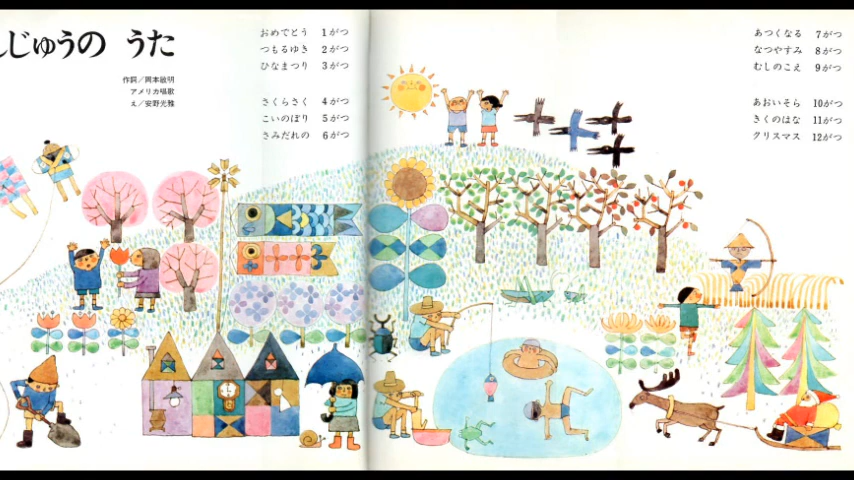 んじゅうの うた
作詞／岡本敏明
アメリカ唱歌
え／安野光雅
おめでとう 1がつ
つもるゆき 2がつ
ひなまつり 3がつ
さくらさく 4がつ
こいのぼり 5がつ
さみだれの 6がつ
あつくなる 7がつ
なつやすみ 8がつ
むしのこえ 9がつ
あおいそら 10がつ
きくのはな 11がつ
クリスマス 12がつ